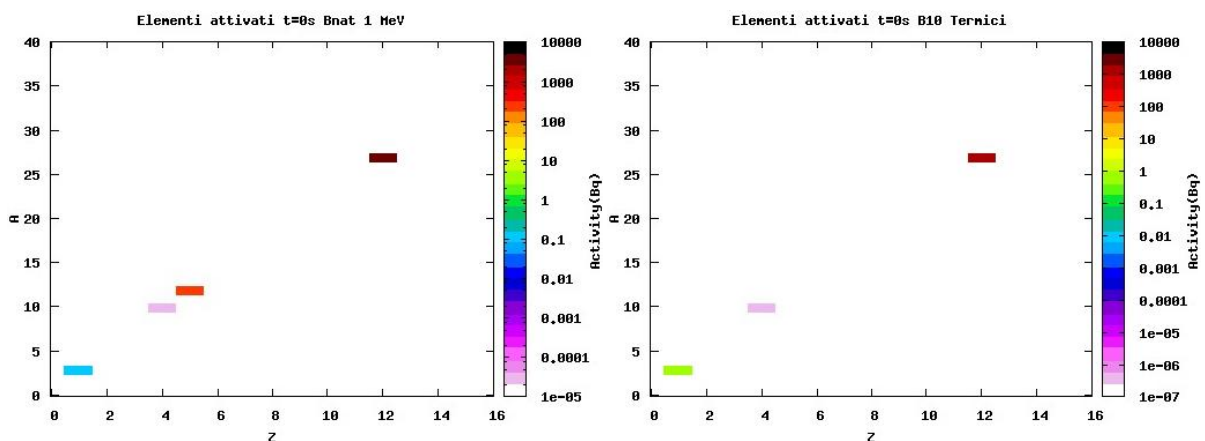 Elementi attivati t=0s Bnat 1 MeV
40
35
30
25
20
15
10
5
0
A
0 2 4 6 8 10 12 14 16
Z
10000
1000
100
10
1
0.1
0.01
0.001
0.0001
1e-05
Activity(Bq)
Elementi attivati t=0s B10 Termici
40
35
30
25
20
15
10
5
0
A
0 2 4 6 8 10 12 14 16
Z
10000
1000
100
10
1
0.1
0.01
0.001
0.0001
1e-05
1e-06
1e-07
Activity(Bq)